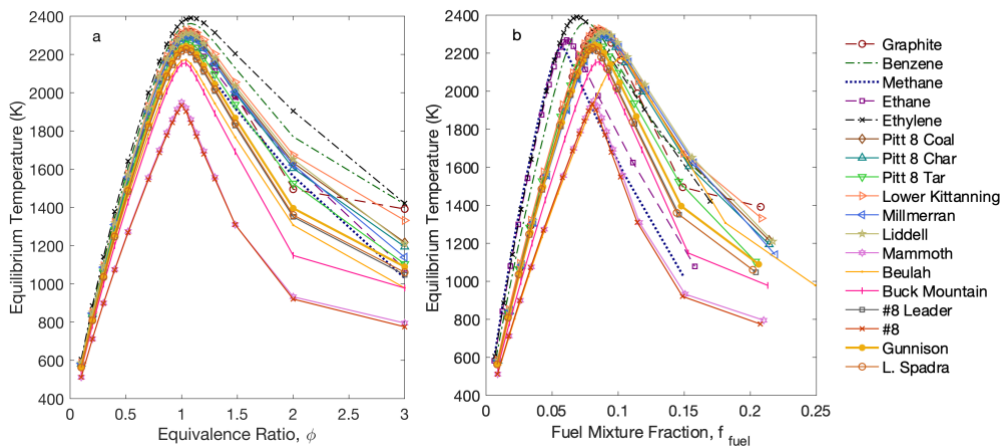 a
2400
2200
2000
1800
1600
1400
1200
1000
800
600
400
0
0.5
1
1.5
2
2.5
3
Equilibrium Temperature (K)
Equivalence Ratio, ϕ
b
2400
2200
2000
1800
1600
1400
1200
1000
800
600
400
0
0.05
0.1
0.15
0.2
0.25
Equilibrium Temperature (K)
Fuel Mixture Fraction, f_fuel
Graphite
Benzene
Methane
Ethane
Ethylene
Pitt 8 Coal
Pitt 8 Char
Pitt 8 Tar
Lower Kittanning
Millmerran
Liddell
Mammoth
Beulah
Buck Mountain
#8 Leader
#8
Gunnison
L. Spadra